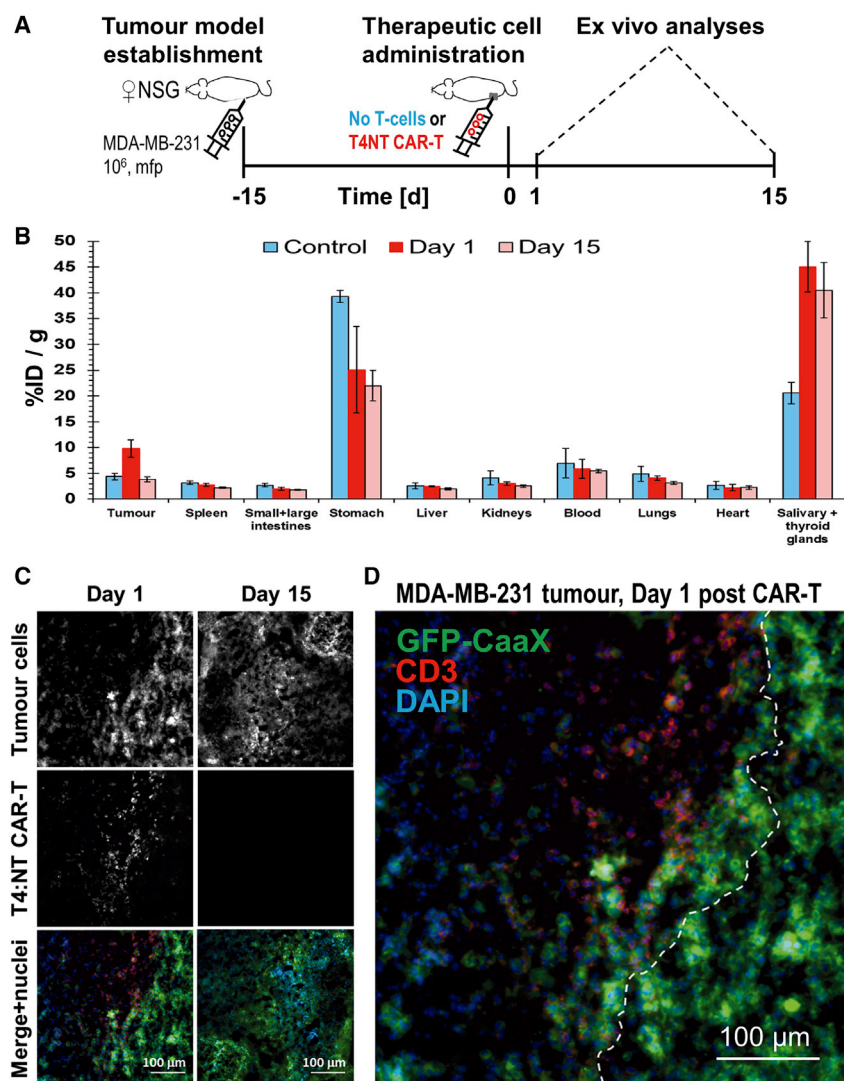 A
Tumour model
establishment
♀NSG
MDA-MB-231
10⁶, mfp
Therapeutic cell
administration
No T-cells or
T4NT CAR-T
Ex vivo analyses
-15
Time [d]
0
1
15
B
Control
Day 1
Day 15
%ID / g
50
45
40
35
30
25
20
15
10
5
0
Tumour
Spleen
Small+large
intestines
Stomach
Liver
Kidneys
Blood
Lungs
Heart
Salivary +
thyroid
glands
C
Day 1
Day 15
Tumour cells
T4:NT CAR-T
Merge+nuclei
100 µm
100 µm
D
MDA-MB-231 tumour, Day 1 post CAR-T
GFP-CaaX
CD3
DAPI
100 µm